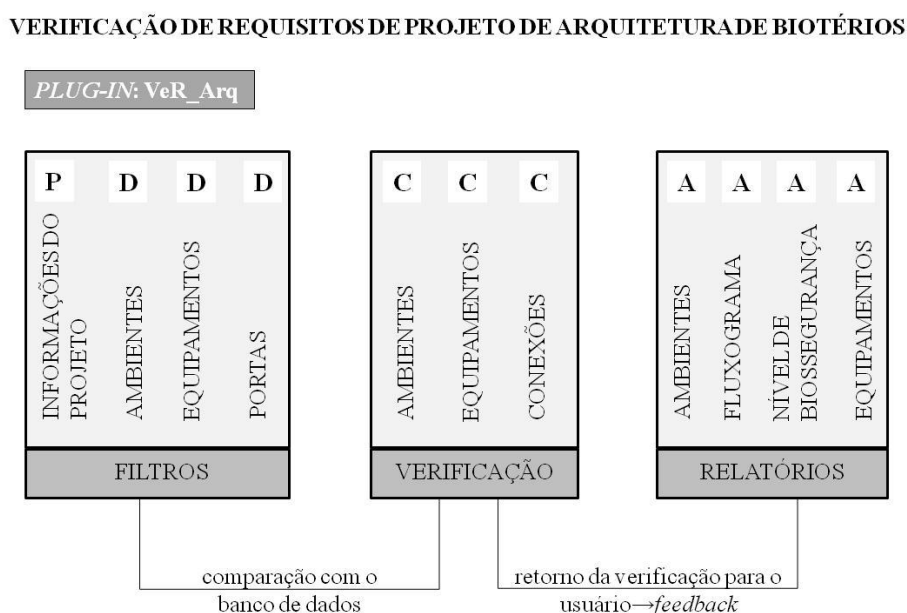 VERIFICAÇÃO DE REQUISITOS DE PROJETO DE ARQUITETURA DE BIOTÉRIOS
PLUG-IN: VeR_Arq
P D D D
INFORMAÇÕES DO
PROJETO
AMBIENTES
EQUIPAMENTOS
PORTAS
FILTROS
C C C
AMBIENTES
EQUIPAMENTOS
CONEXÕES
VERIFICAÇÃO
A A A A
AMBIENTES
FLUXOGRAMA
NÍVEL DE
BIOSSEGURANÇA
EQUIPAMENTOS
RELATÓRIOS
comparação com o
banco de dados
retorno da verificação para o
usuário→feedback